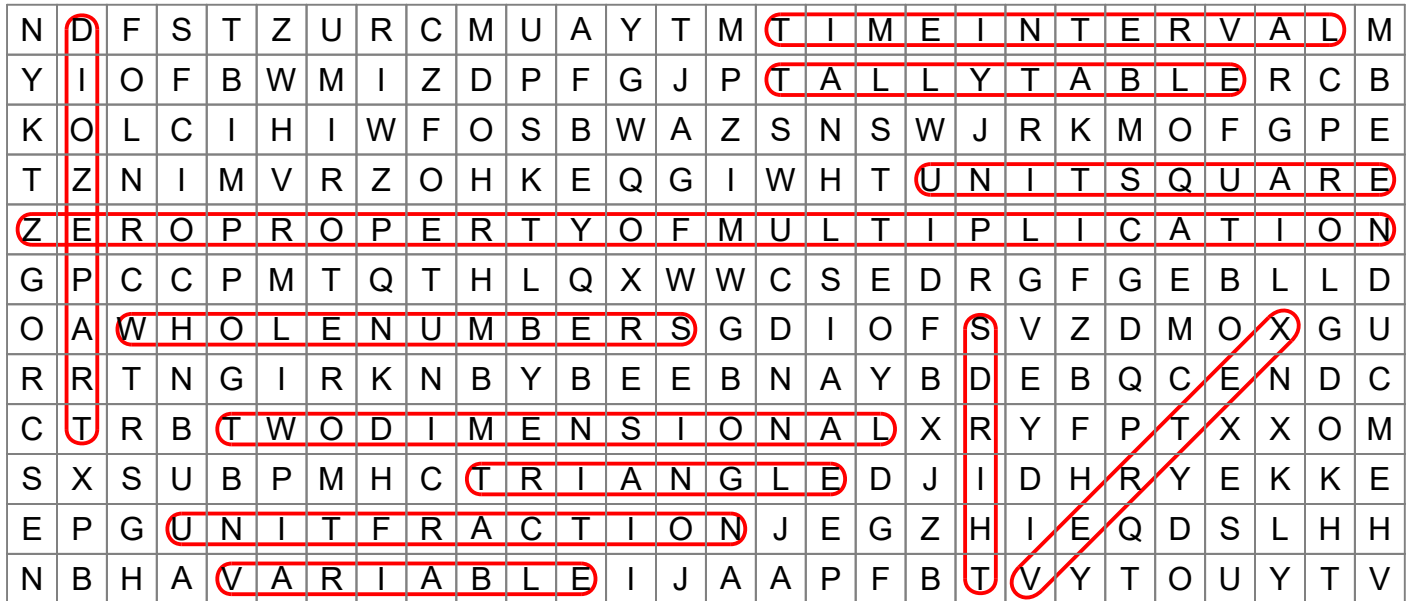 N D F S T Z U R C M U A Y T M T I M E I N T E R V A L M
Y I O F B W M I Z D P F G J P T A L L Y T A B L E R C B
K O L C I H I W F O S B W A Z S N S W J R K M O F G P E
T Z N I M V R Z O H K E Q G I W H T U N I T S Q U A R E
Z E R O P R O P E R T Y O F M U L T I P L I C A T I O N
G P C C P M T Q T H L Q X W W C S E D R G F G E B L L D
O A W H O L E N U M B E R S G D I O F S V Z D M O X G U
R R T N G I R K N B Y B E E B N A Y B D E B Q C E N D C
C T R B T W O D I M E N S I O N A L X R Y F P T X X O M
S X S U B P M H C T R I A N G L E D J I D H R Y E K K E
E P G U N I T F R A C T I O N J E G Z H I E Q D S L H H
N B H A V A R I A B L E I J A A P F B T V Y T O U Y T V